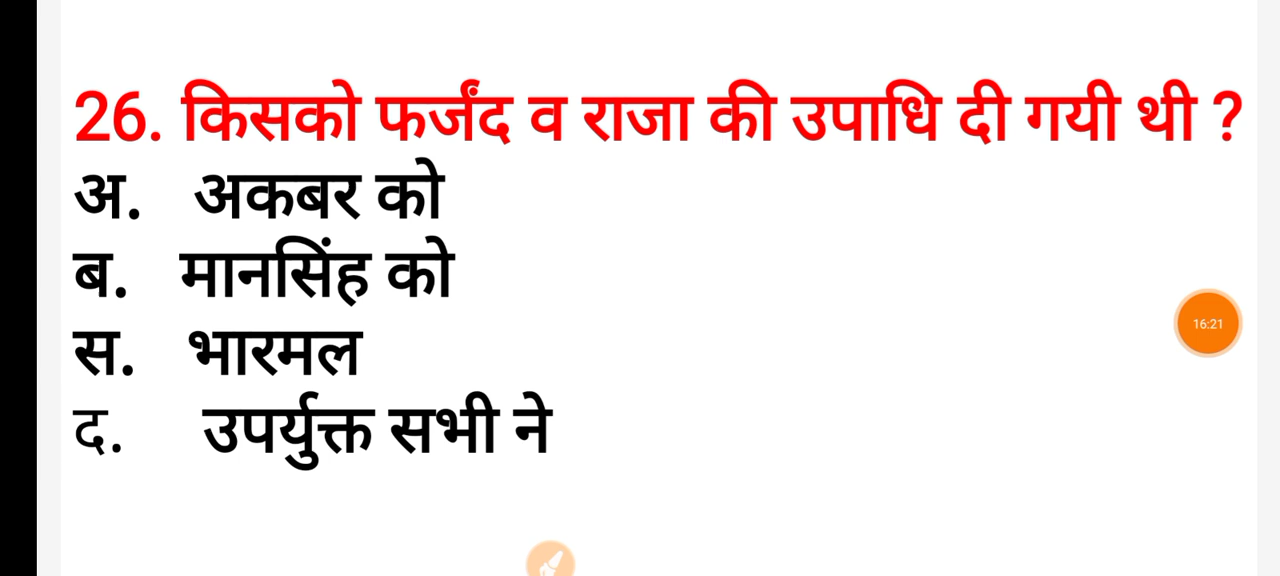 26. किसको फर्जंद व राजा की उपाधि दी गयी थी ?
अ. अकबर को
ब. मानसिंह को
स. भारमल
द. उपर्युक्त सभी ने
16:21